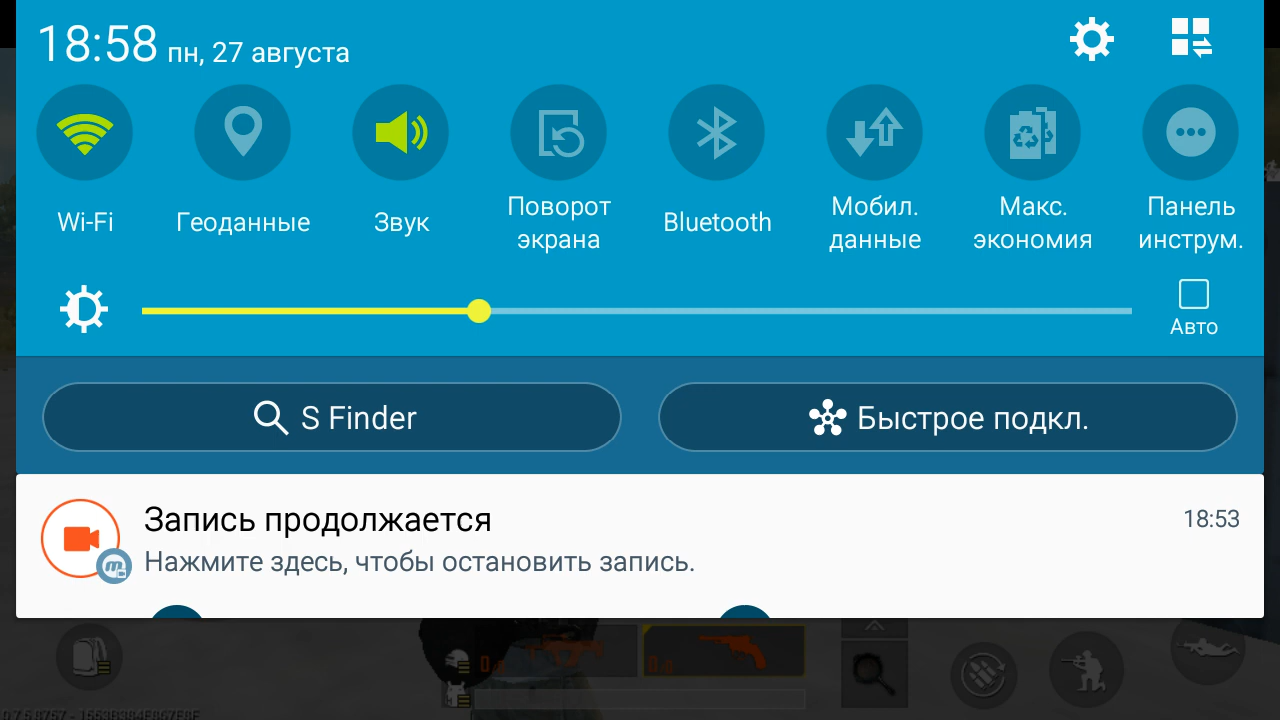 18:58 пн, 27 августа
Wi-Fi
Геоданные
Звук
Поворот
экрана
Bluetooth
Мобил.
данные
Макс.
экономия
Панель
инструм.
Авто
S Finder
Быстрое подкл.
Запись продолжается
18:53
Нажмите здесь, чтобы остановить запись.